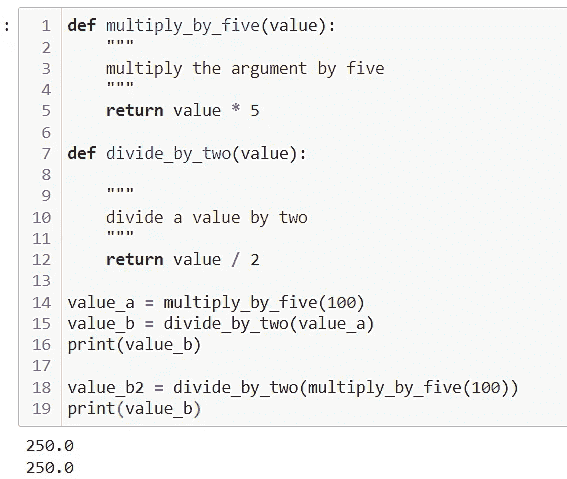 :
1 def multiply_by_five(value):
2     """
3     multiply the argument by five
4     """
5     return value * 5
6
7 def divide_by_two(value):
8
9     """
10     divide a value by two
11     """
12     return value / 2
13
14 value_a = multiply_by_five(100)
15 value_b = divide_by_two(value_a)
16 print(value_b)
17
18 value_b2 = divide_by_two(multiply_by_five(100))
19 print(value_b)
250.0
250.0